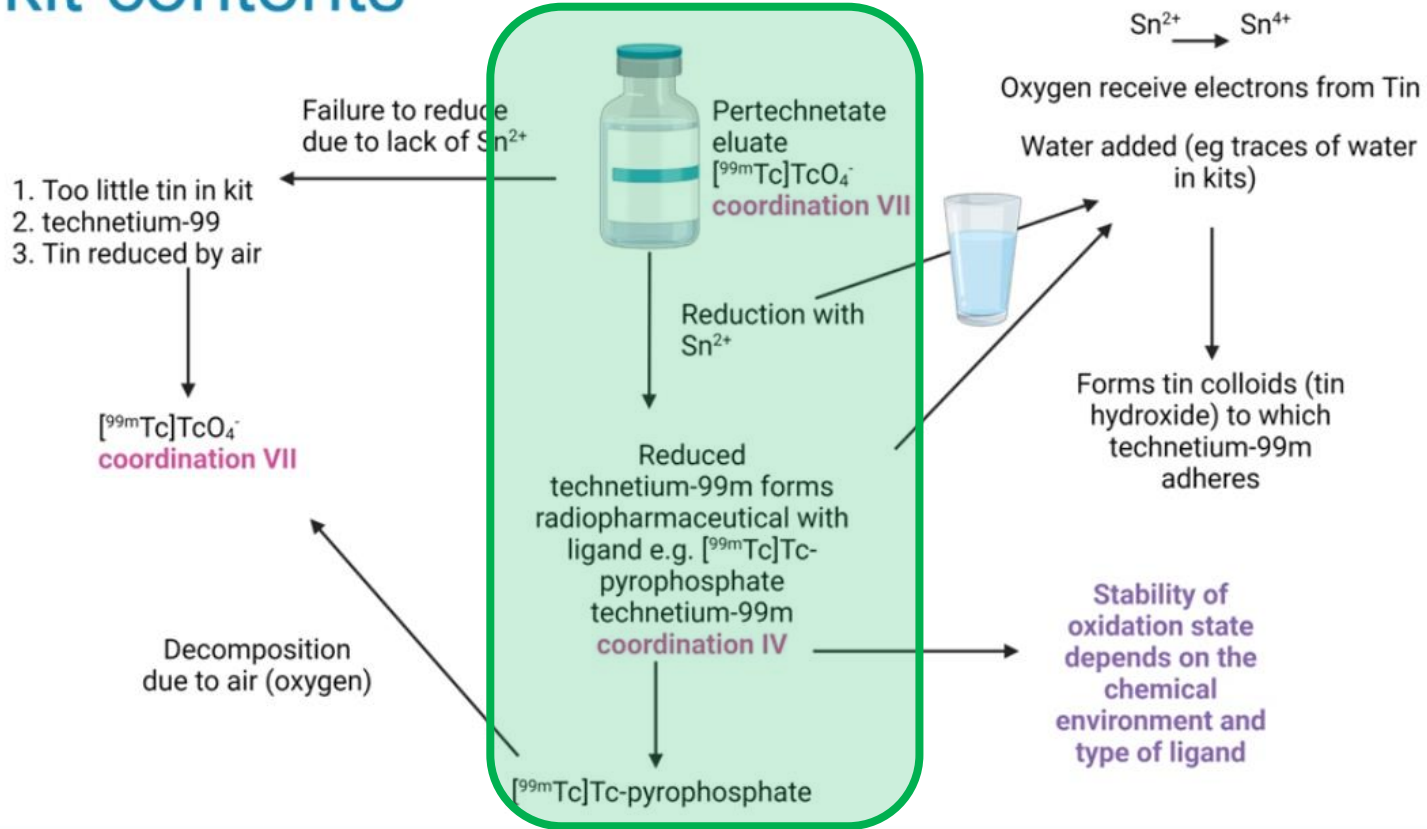 kit contents
Failure to reduce
due to lack of Sn²⁺
1. Too little tin in kit
2. technetium-99
3. Tin reduced by air
[⁹⁹ᵐTc]TcO₄⁻
coordination VII
Decomposition
due to air (oxygen)
Pertechnetate
eluate
[⁹⁹ᵐTc]TcO₄⁻
coordination VII
Reduction with
Sn²⁺
Reduced
technetium-99m forms
radiopharmaceutical with
ligand e.g. [⁹⁹ᵐTc]Tc-
pyrophosphate
technetium-99m
coordination IV
[⁹⁹ᵐTc]Tc-pyrophosphate
Sn²⁺ → Sn⁴⁺
Oxygen receive electrons from Tin
Water added (eg traces of water
in kits)
Forms tin colloids (tin
hydroxide) to which
technetium-99m
adheres
Stability of
oxidation state
depends on the
chemical
environment and
type of ligand